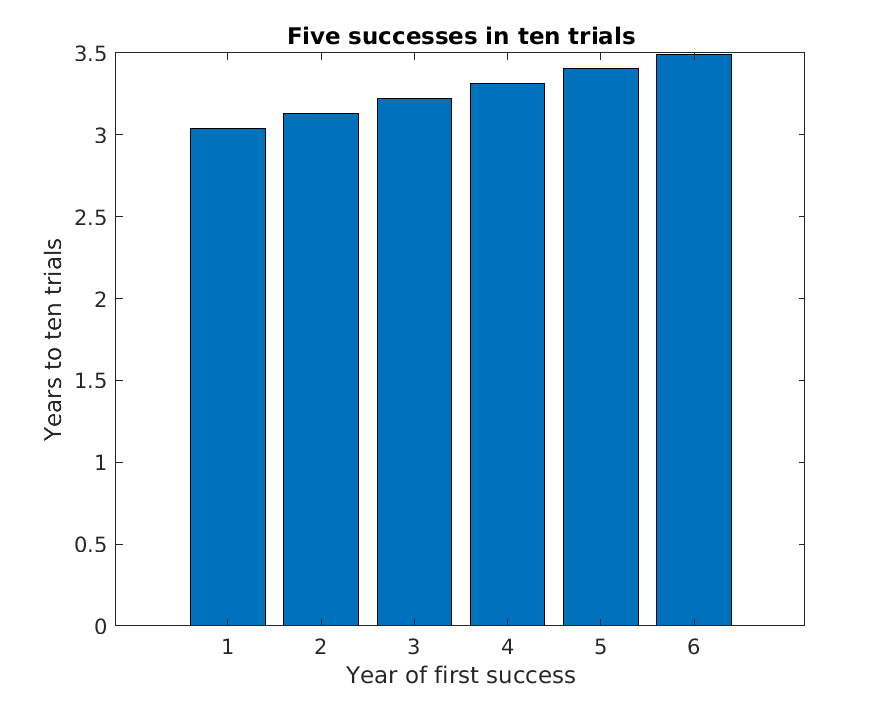 Five successes in ten trials
3.5
3
2.5
2
1.5
1
0.5
0
Years to ten trials
1 2 3 4 5 6
Year of first success